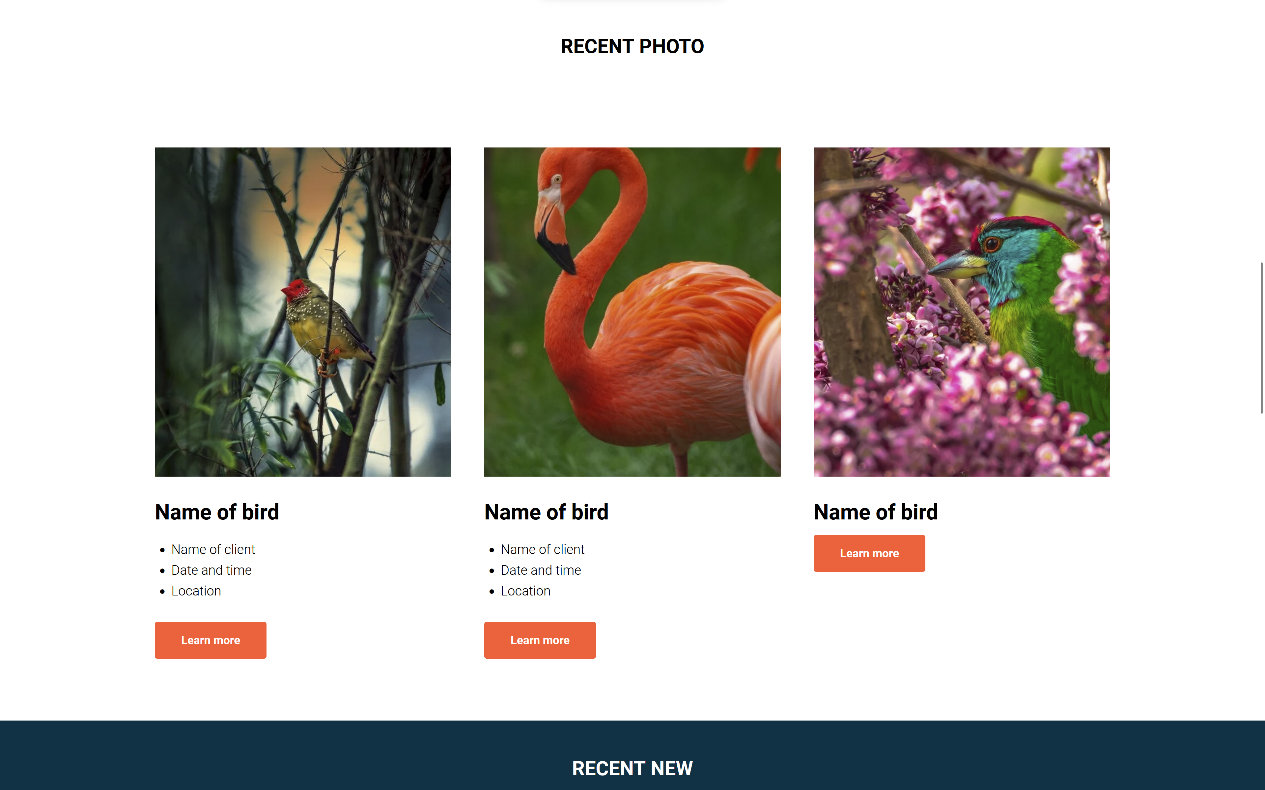 RECENT PHOTO
Name of bird
Name of client
Date and time
Location
Learn more
Name of bird
Name of client
Date and time
Location
Learn more
Name of bird
Learn more
RECENT NEW